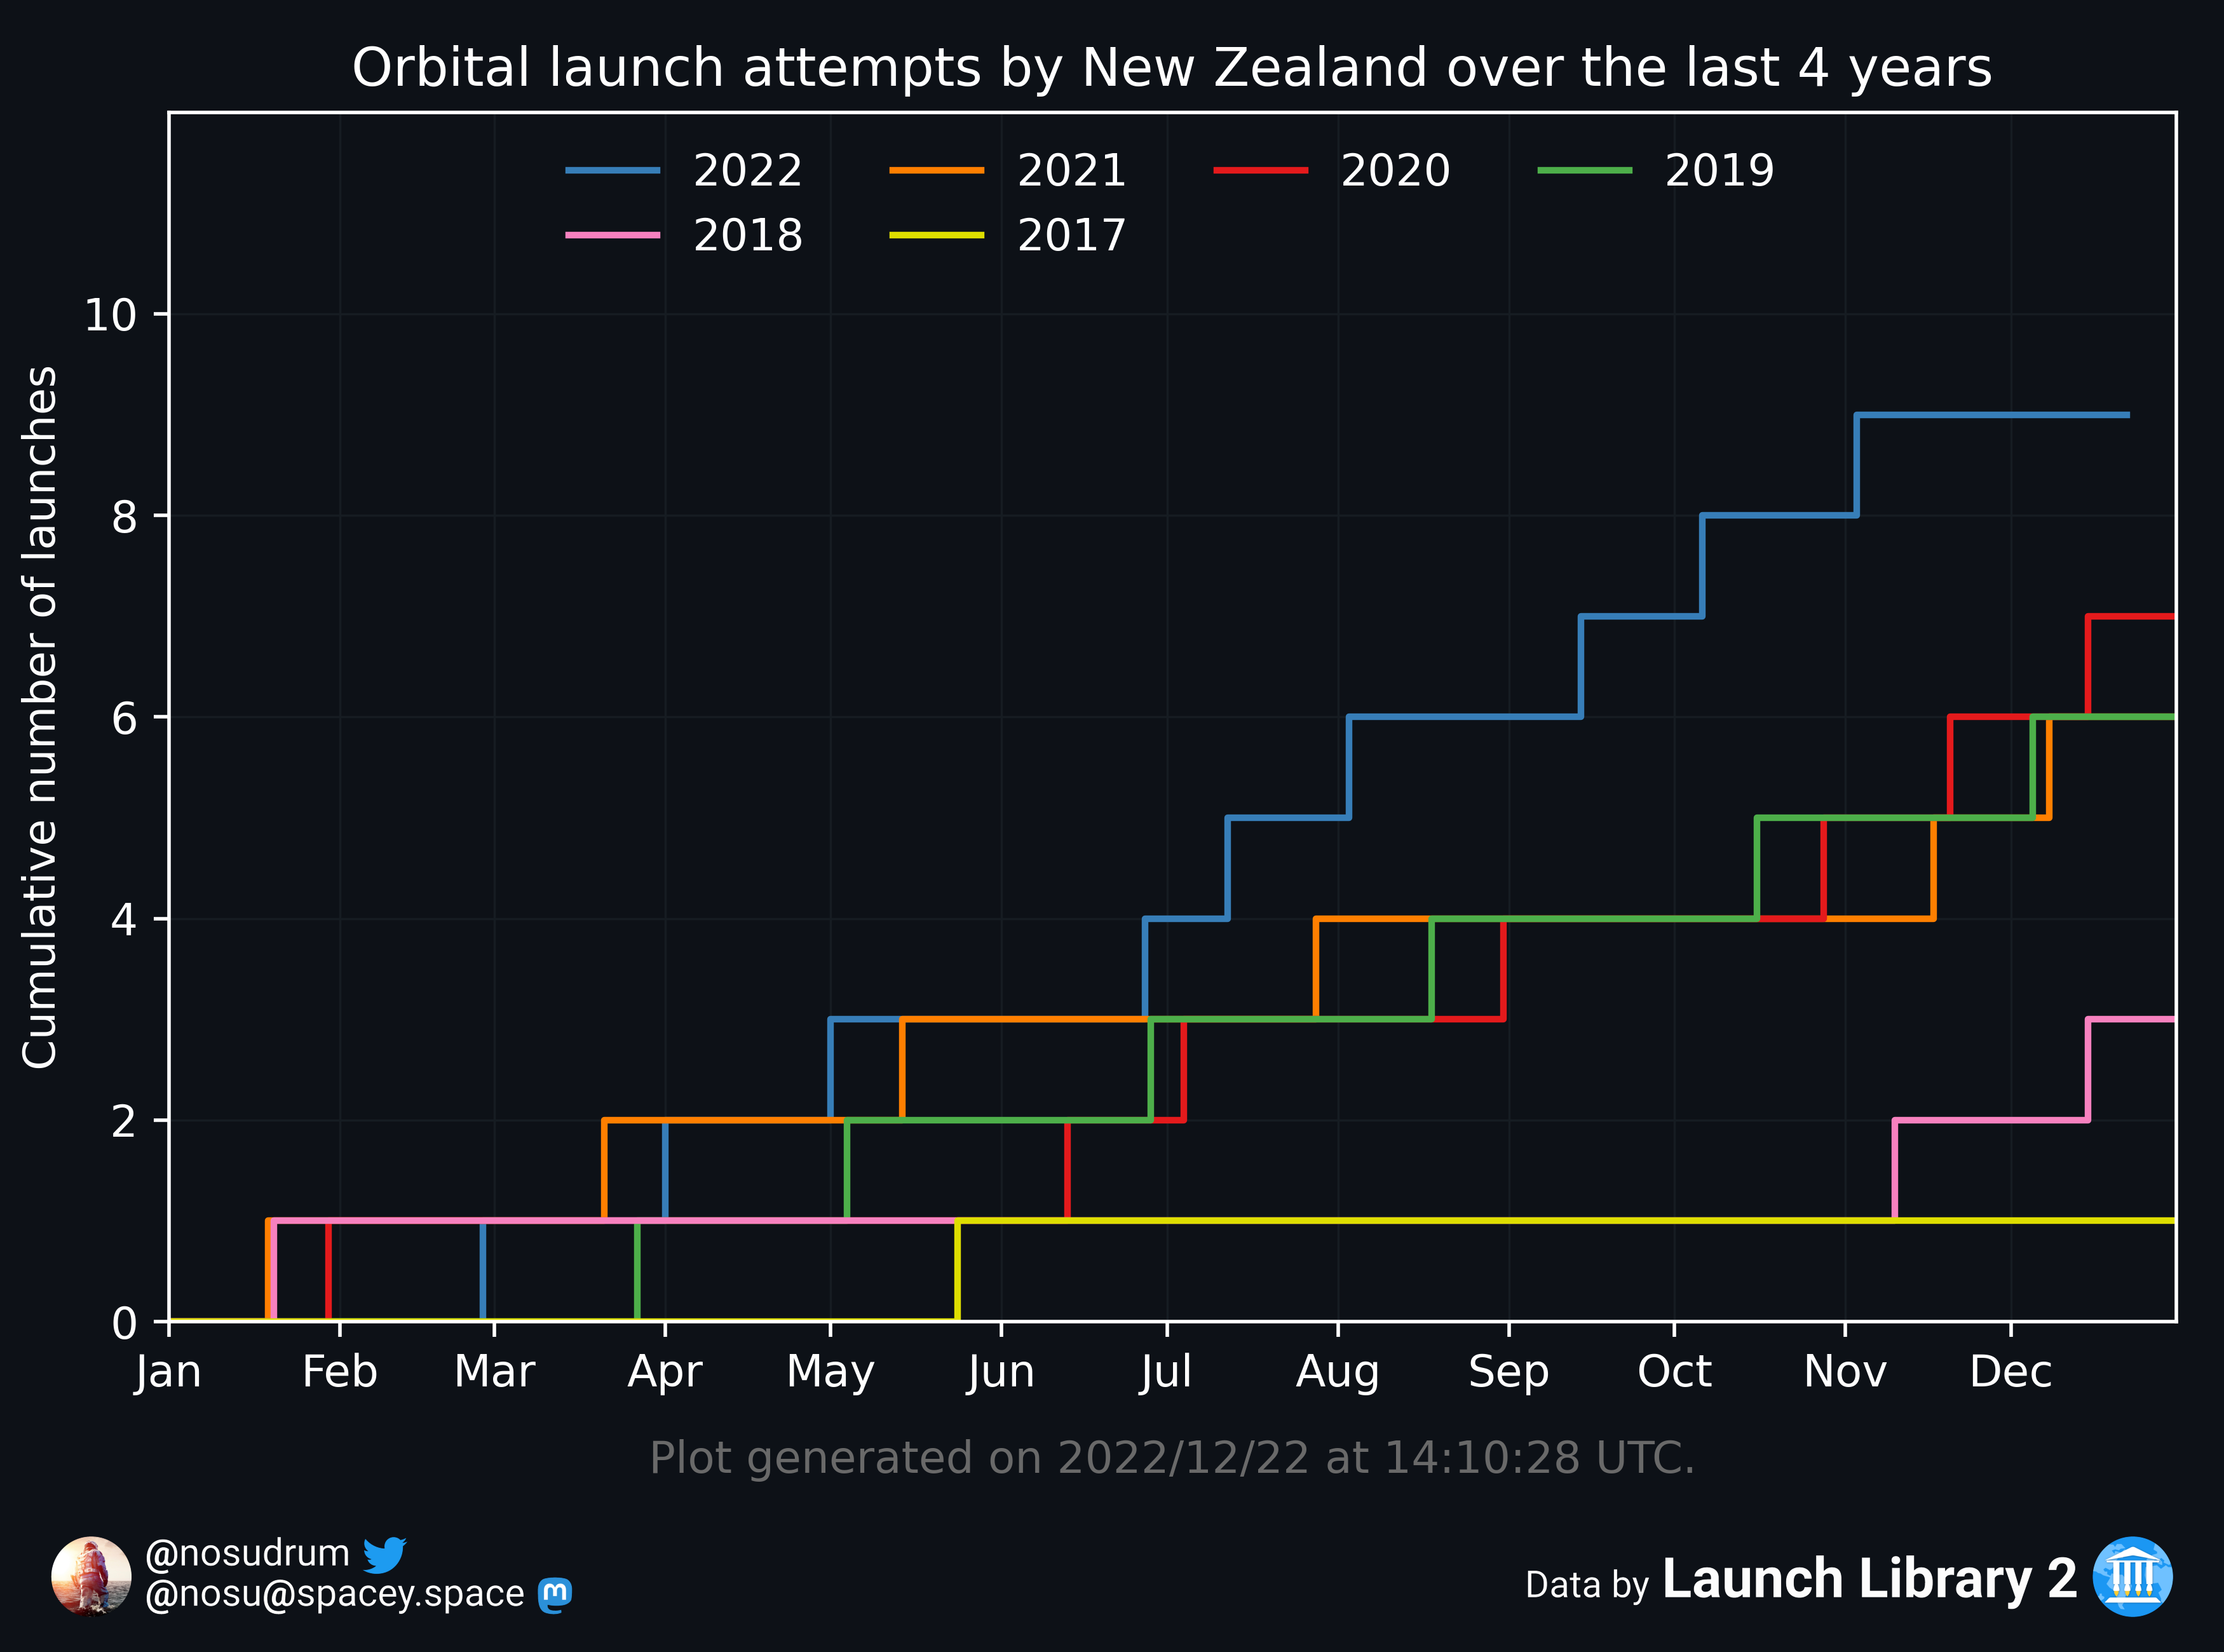 Orbital launch attempts by New Zealand over the last 4 years
2022 2021 2020 2019
2018 2017
Cumulative number of launches
10
8
6
4
2
0
Jan Feb Mar Apr May Jun Jul Aug Sep Oct Nov Dec
Plot generated on 2022/12/22 at 14:10:28 UTC.
@nosudrum
@nosu@spacey.space
Data by Launch Library 2